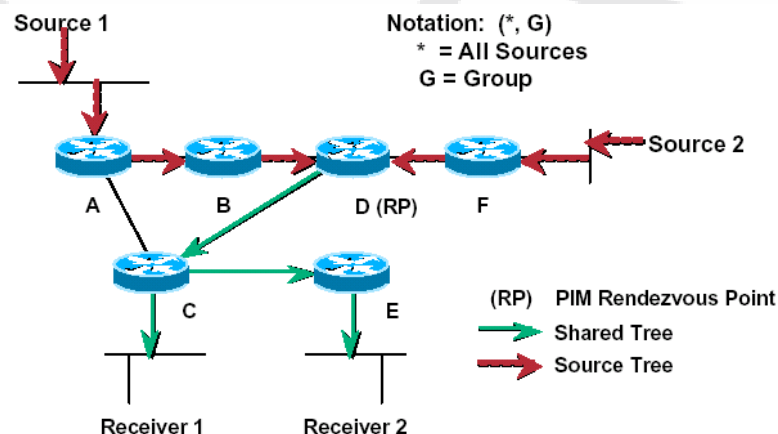 Source 1
Notation: (*, G)
* = All Sources
G = Group
Source 2
A
B
D (RP)
F
C
E
(RP) PIM Rendezvous Point
Shared Tree
Source Tree
Receiver 1
Receiver 2